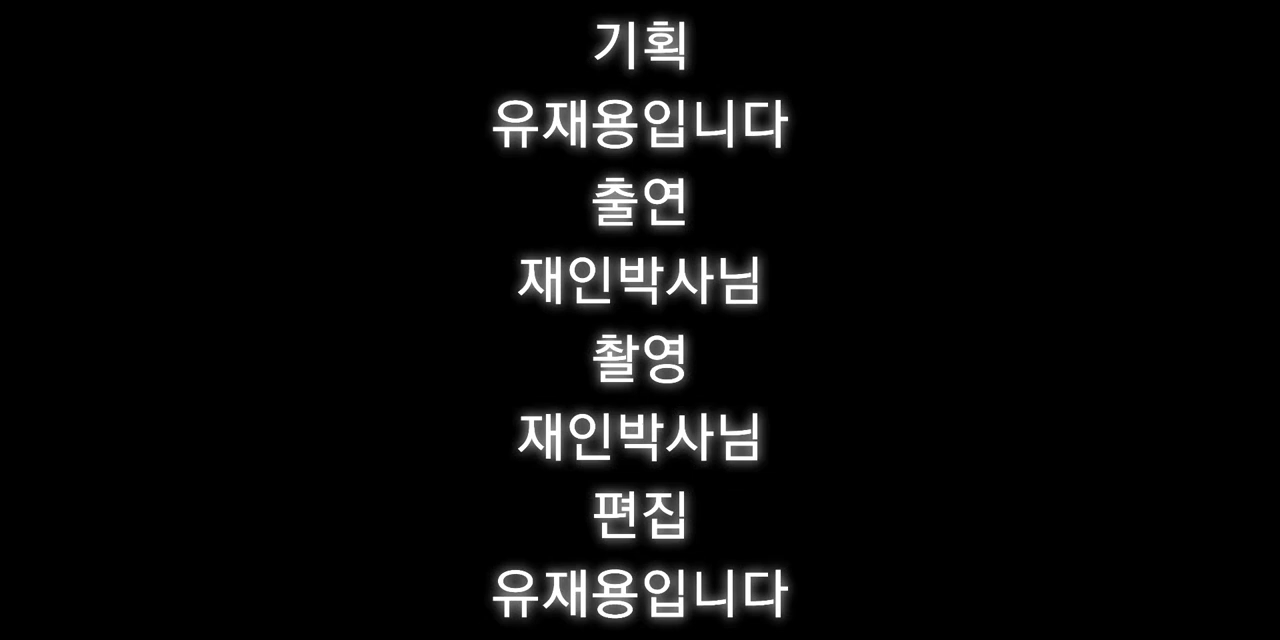 기획
유재용입니다
출연
재인박사님
촬영
재인박사님
편집
유재용입니다